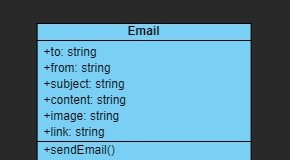 Email
+to: string
+from: string
+subject: string
+content: string
+image: string
+link: string
+sendEmail()